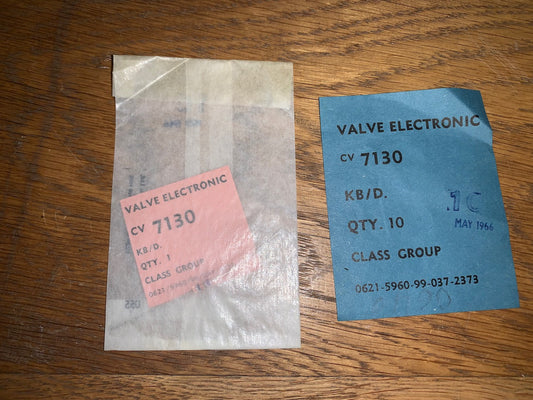 VALVE ELECTRONIC
CV 7130
KB/D.
QTY. 1
CLASS GROUP
VALVE ELECTRONIC
CV 7130
KB/D.
QTY. 10
MAY 1966
CLASS GROUP
0621-5960-99-037-2373